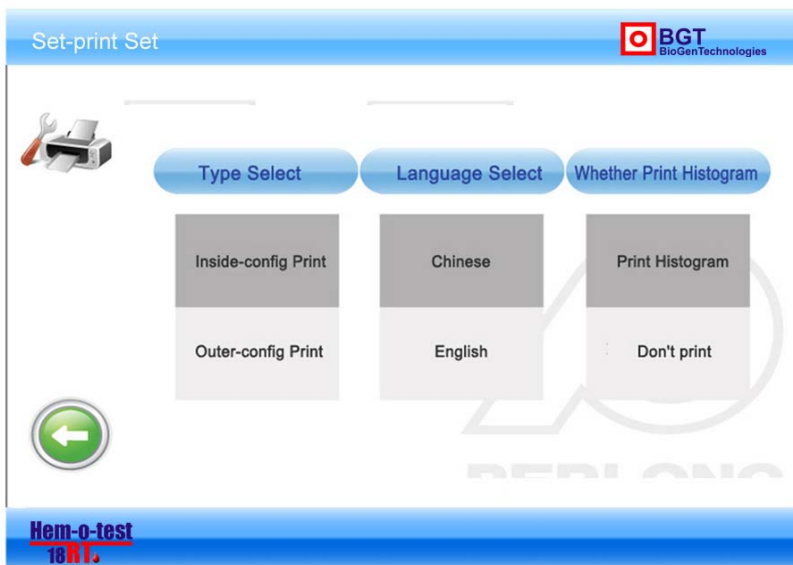 Set-print Set
BGT
BioGenTechnologies
Type Select
Language Select
Whether Print Histogram
Inside-config Print
Chinese
Print Histogram
Outer-config Print
English
Don't print
Hem-o-test
18RT